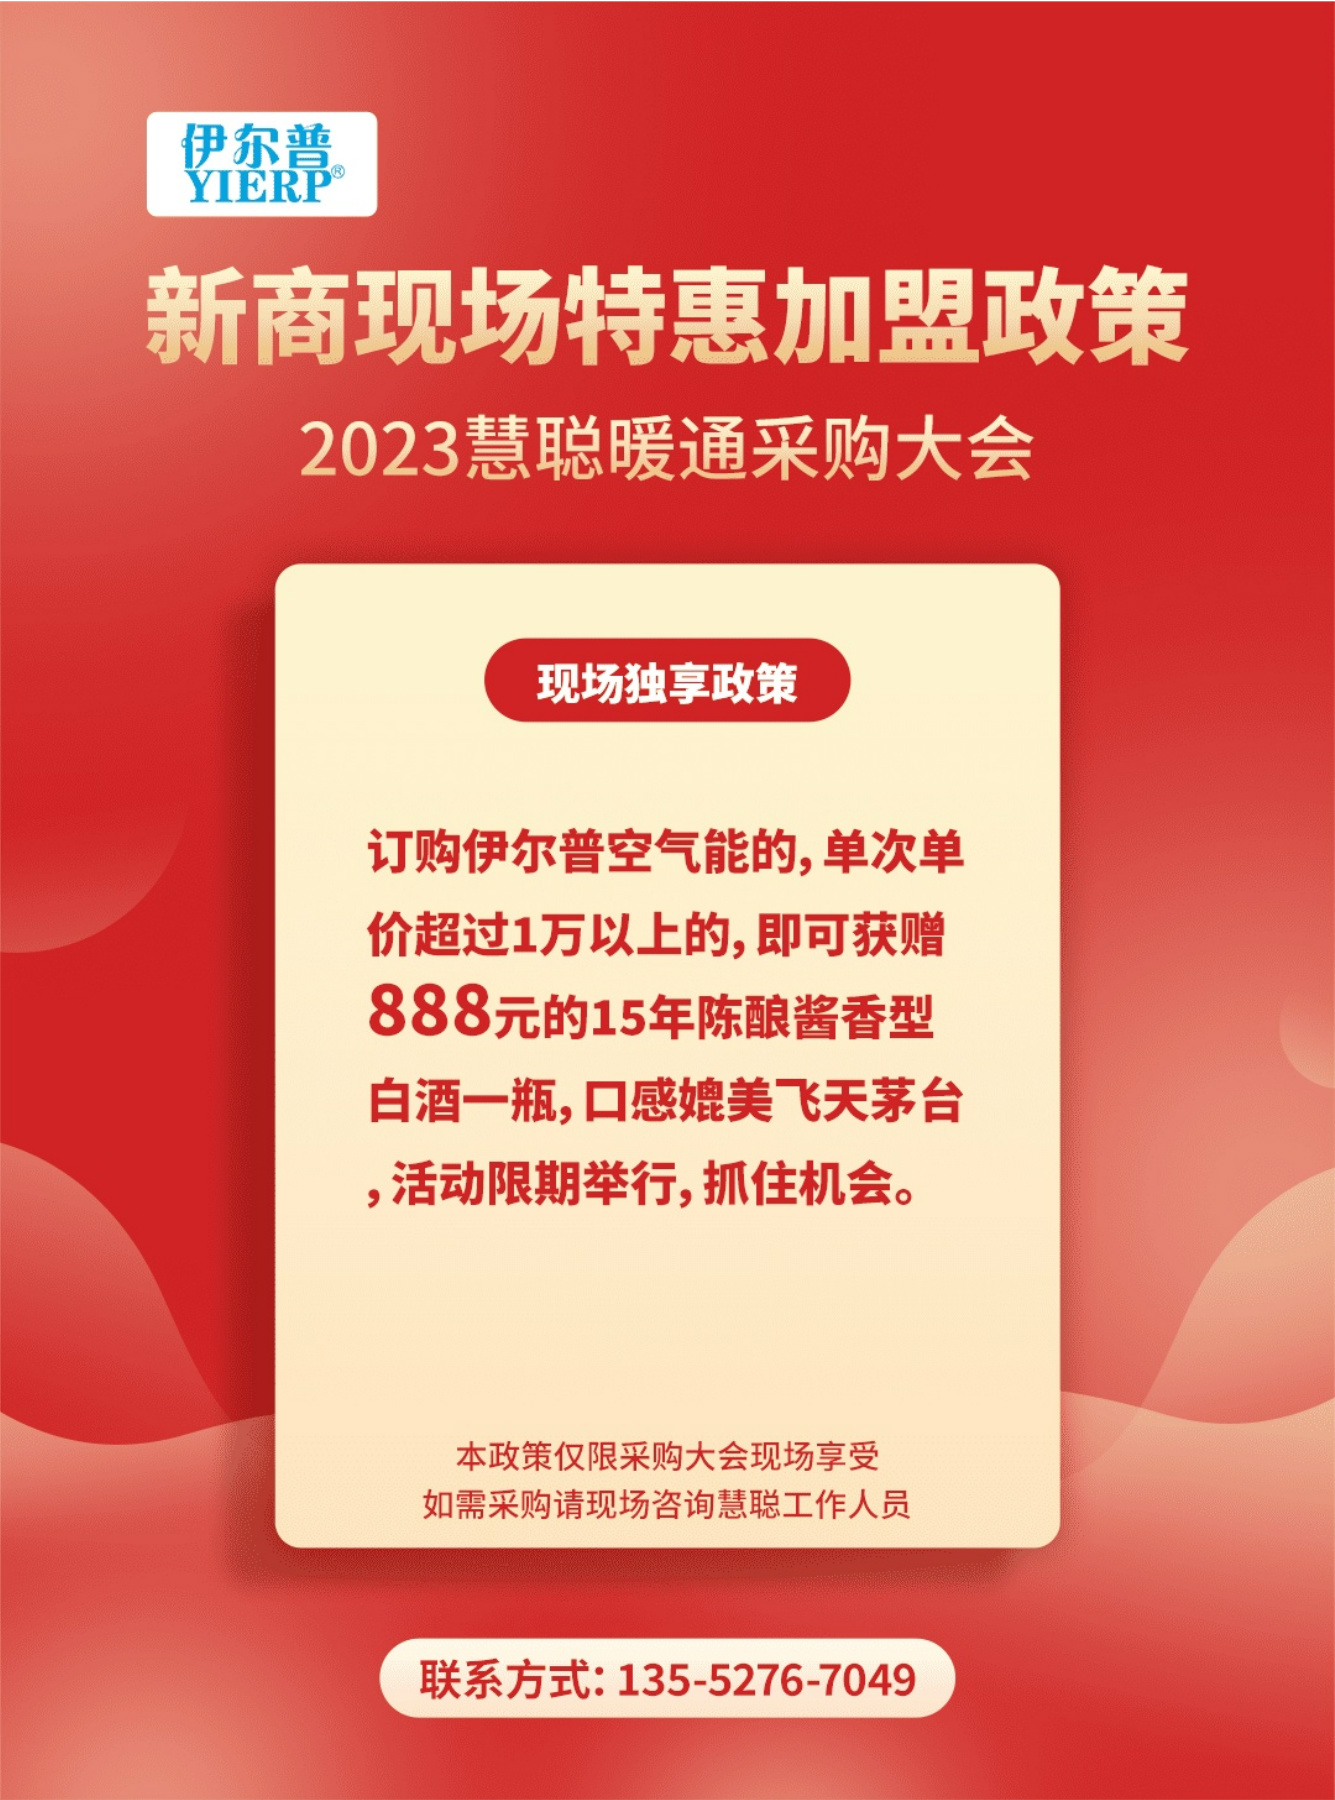 伊尔普
YIERP®
新商现场特惠加盟政策
2023慧聪暖通采购大会
现场独享政策
订购伊尔普空气能的，单次单
价超过1万以上的，即可获赠
888元的15年陈酿酱香型
白酒一瓶，口感媲美飞天茅台
，活动限期举行，抓住机会。
本政策仅限采购大会现场享受
如需采购请现场咨询慧聪工作人员
联系方式：135-5276-7049